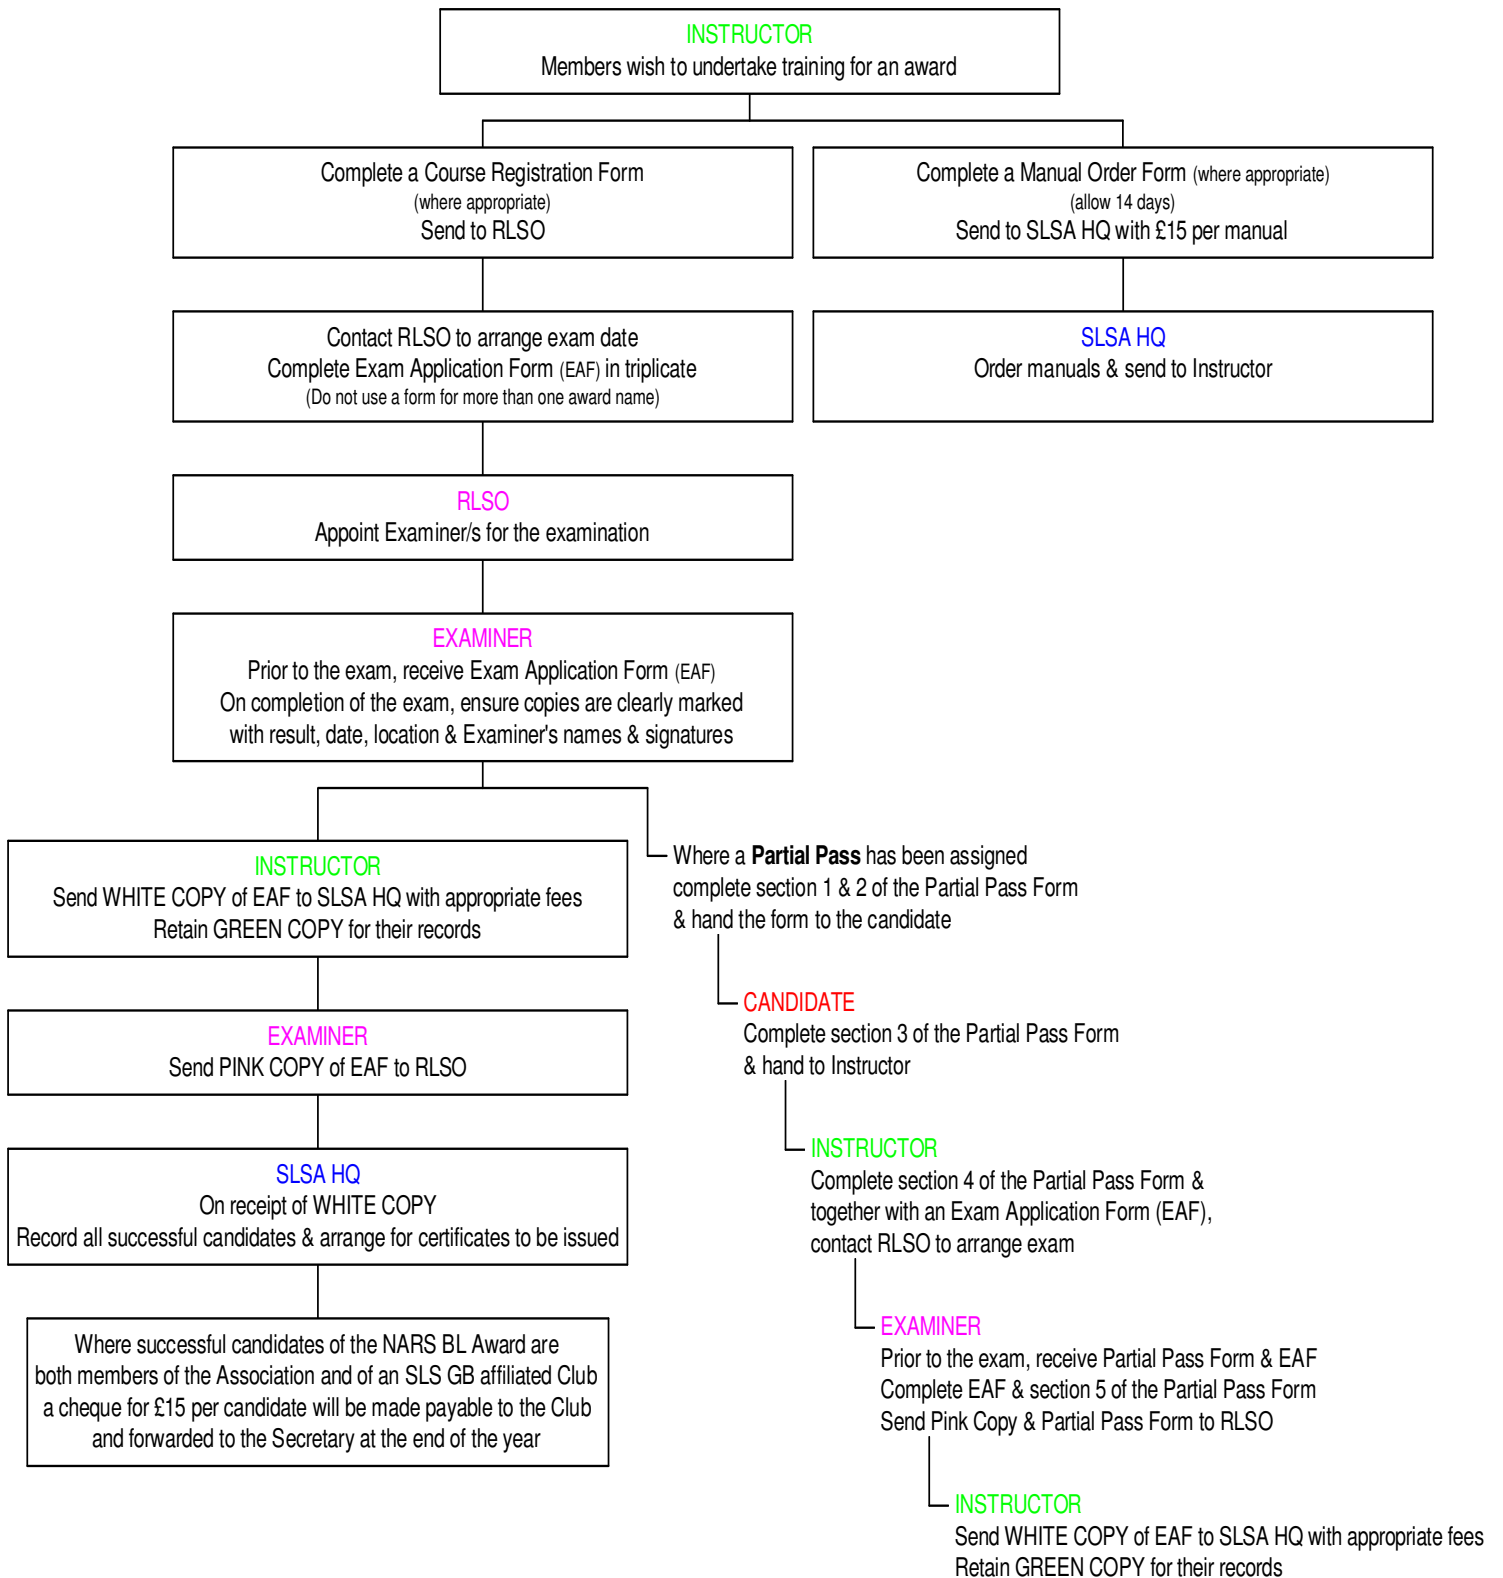 INSTRUCTOR
Members wish to undertake training for an award
Complete a Course Registration Form
(where appropriate)
Send to RLSO
Complete a Manual Order Form (where appropriate)
(allow 14 days)
Send to SLSA HQ with £15 per manual
Contact RLSO to arrange exam date
Complete Exam Application Form (EAF) in triplicate
(Do not use a form for more than one award name)
SLSA HQ
Order manuals & send to Instructor
RLSO
Appoint Examiner/s for the examination
EXAMINER
Prior to the exam, receive Exam Application Form (EAF)
On completion of the exam, ensure copies are clearly marked
with result, date, location & Examiner's names & signatures
INSTRUCTOR
Send WHITE COPY of EAF to SLSA HQ with appropriate fees
Retain GREEN COPY for their records
EXAMINER
Send PINK COPY of EAF to RLSO
SLSA HQ
On receipt of WHITE COPY
Record all successful candidates & arrange for certificates to be issued
Where successful candidates of the NARS BL Award are
both members of the Association and of an SLS GB affiliated Club
a cheque for £15 per candidate will be made payable to the Club
and forwarded to the Secretary at the end of the year
Where a Partial Pass has been assigned
complete section 1 & 2 of the Partial Pass Form
& hand the form to the candidate
CANDIDATE
Complete section 3 of the Partial Pass Form
& hand to Instructor
INSTRUCTOR
Complete section 4 of the Partial Pass Form &
together with an Exam Application Form (EAF),
contact RLSO to arrange exam
EXAMINER
Prior to the exam, receive Partial Pass Form & EAF
Complete EAF & section 5 of the Partial Pass Form
Send Pink Copy & Partial Pass Form to RLSO
INSTRUCTOR
Send WHITE COPY of EAF to SLSA HQ with appropriate fees
Retain GREEN COPY for their records